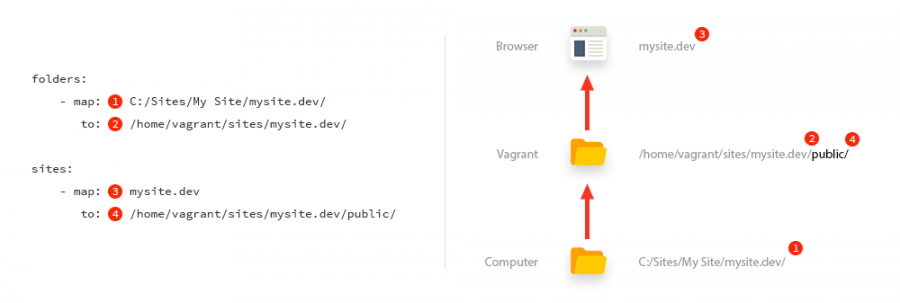 folders:
- map: 1 C:/Sites/My Site/mysite.dev/
to: 2 /home/vagrant/sites/mysite.dev/
sites:
- map: 3 mysite.dev
to: 4 /home/vagrant/sites/mysite.dev/public/
Browser mysite.dev 3
Vagrant /home/vagrant/sites/mysite.dev/ 2 public/ 4
Computer C:/Sites/My Site/mysite.dev/ 1